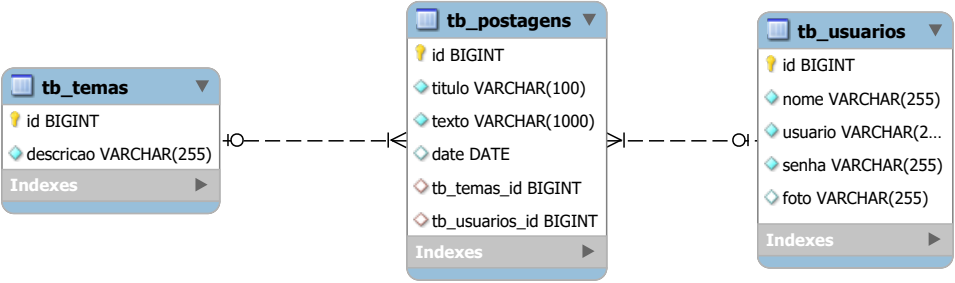 tb_temas
id BIGINT
descricao VARCHAR(255)
Indexes
tb_postagens
id BIGINT
titulo VARCHAR(100)
texto VARCHAR(1000)
date DATE
tb_temas_id BIGINT
tb_usuarios_id BIGINT
Indexes
tb_usuarios
id BIGINT
nome VARCHAR(255)
usuario VARCHAR(2...
senha VARCHAR(255)
foto VARCHAR(255)
Indexes